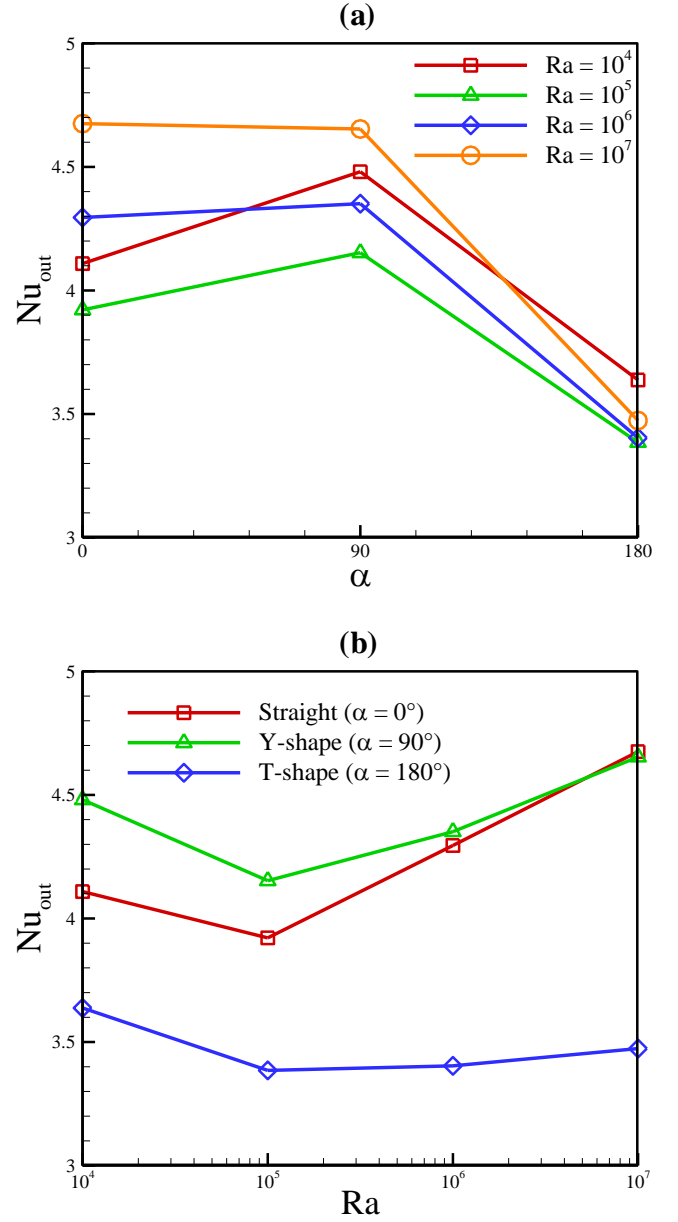 (a)
5
4.5
4
3.5
3
Nu_out
Ra = 10^4
Ra = 10^5
Ra = 10^6
Ra = 10^7
0
90
180
α
(b)
5
4.5
4
3.5
3
Nu_out
Straight (α = 0°)
Y-shape (α = 90°)
T-shape (α = 180°)
10^4
10^5
10^6
10^7
Ra